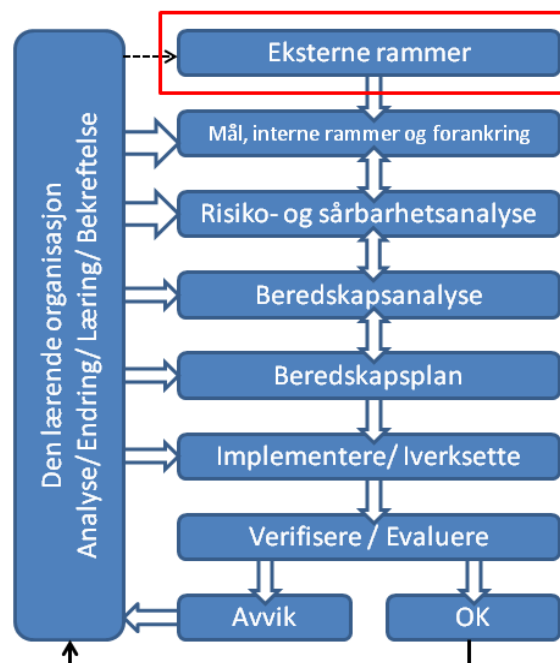 Den lærende organisasjon
Analyse/ Endring/ Læring/ Bekreftelse
Eksterne rammer
Mål, interne rammer og forankring
Risiko- og sårbarhetsanalyse
Beredskapsanalyse
Beredskapsplan
Implementere/ Iverksette
Verifisere / Evaluere
Avvik
OK